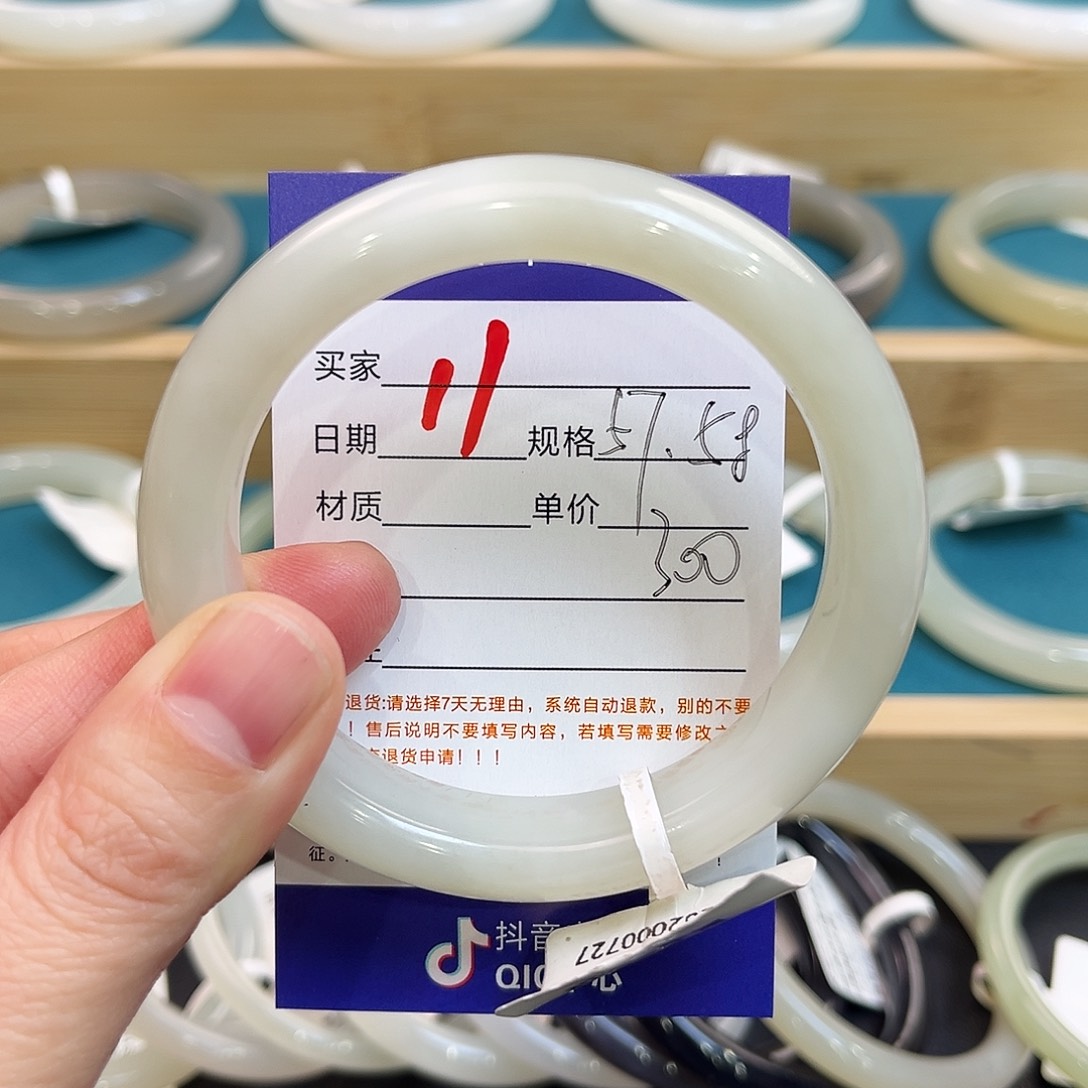 买家
11
日期 规格 57.58
材质 单价
300
退货:请选择7天无理由，系统自动退款，别的不要
！售后说明不要填写内容，若填写需要修改
退货申请！！！
征。
！
抖音
QIC 心
2000727